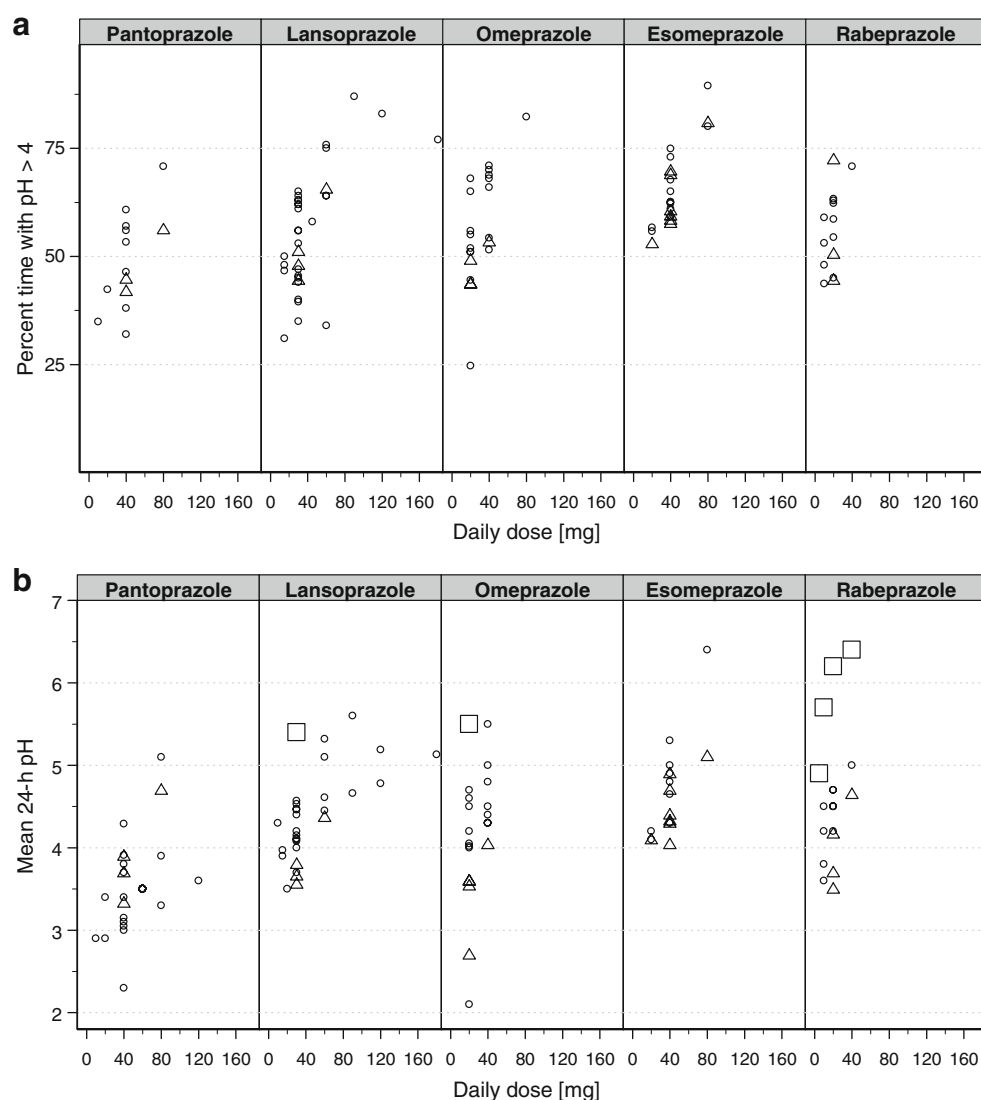 a
Pantoprazole Lansoprazole Omeprazole Esomeprazole Rabeprazole
Percent time with pH > 4
75
50
25
0 40 80 120 160 0 40 80 120 160 0 40 80 120 160 0 40 80 120 160 0 40 80 120 160
Daily dose [mg]
b
Pantoprazole Lansoprazole Omeprazole Esomeprazole Rabeprazole
Mean 24-h pH
7
6
5
4
3
2
0 40 80 120 160 0 40 80 120 160 0 40 80 120 160 0 40 80 120 160 0 40 80 120 160
Daily dose [mg]